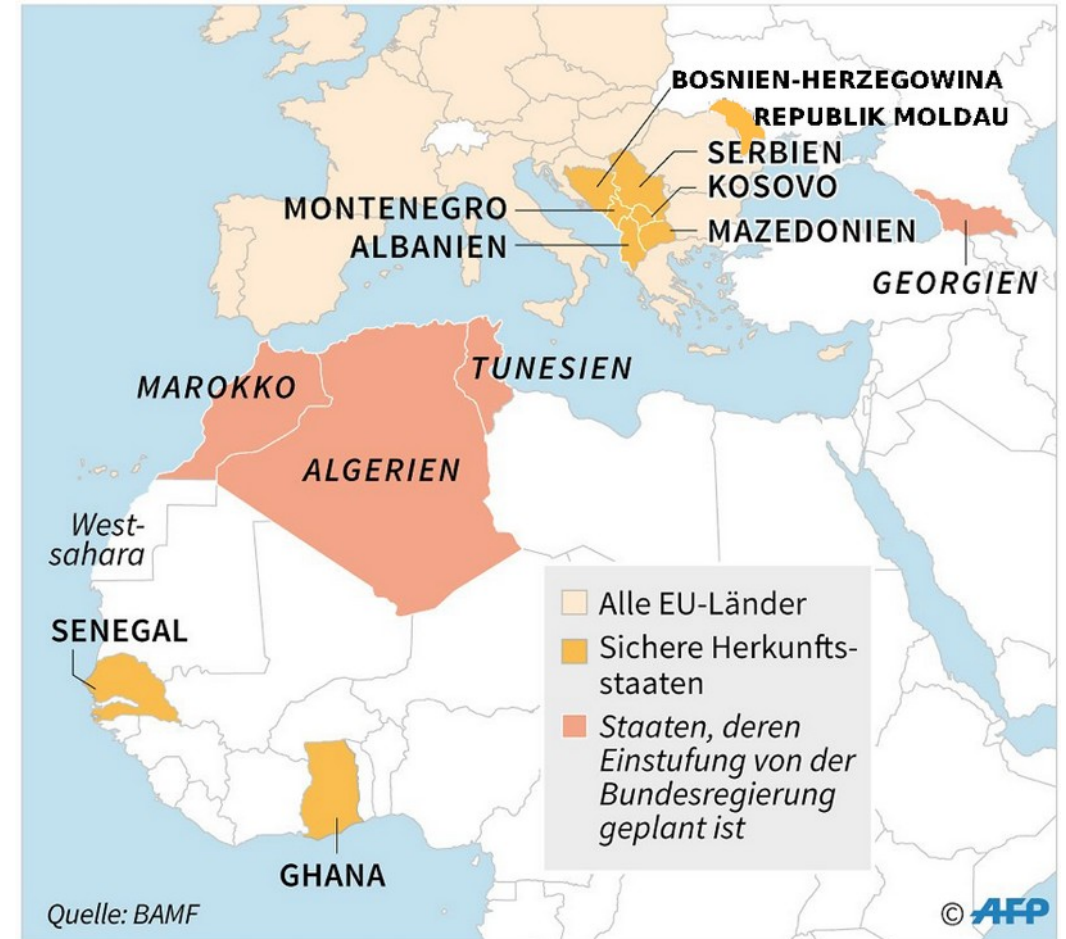 BOSNIEN-HERZEGOWINA
REPUBLIK MOLDAU
SERBIEN
KOSOVO
MONTENEGRO
MAZEDONIEN
ALBANIEN
GEORGIEN
TUNESIEN
MAROKKO
ALGERIEN
West-
sahara
SENEGAL
GHANA
Alle EU-Länder
Sichere Herkunfts-
staaten
Staaten, deren
Einstufung von der
Bundesregierung
geplant ist
Quelle: BAMF
© AFP